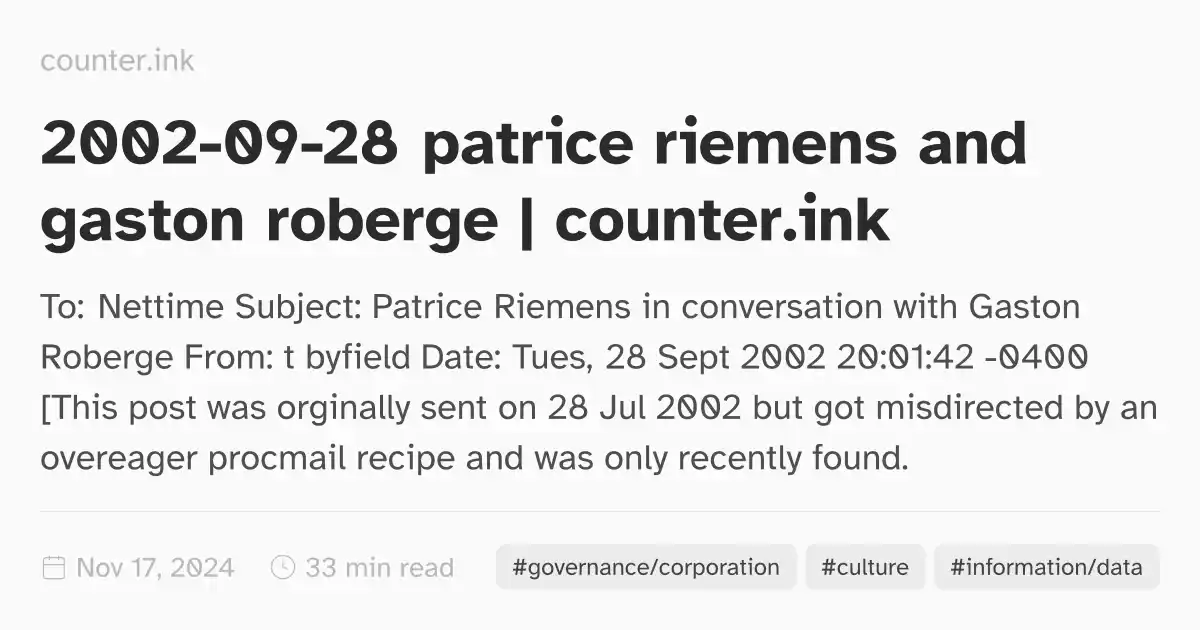 counter.ink
2002-09-28 patrice riemens and
gaston roberge | counter.ink
To: Nettime Subject: Patrice Riemens in conversation with Gaston
Roberge From: t byfield Date: Tues, 28 Sept 2002 20:01:42 -0400
[This post was orginally sent on 28 Jul 2002 but got misdirected by an
overeager procmail recipe and was only recently found.
Nov 17, 2024 33 min read #governance/corporation #culture #information/data